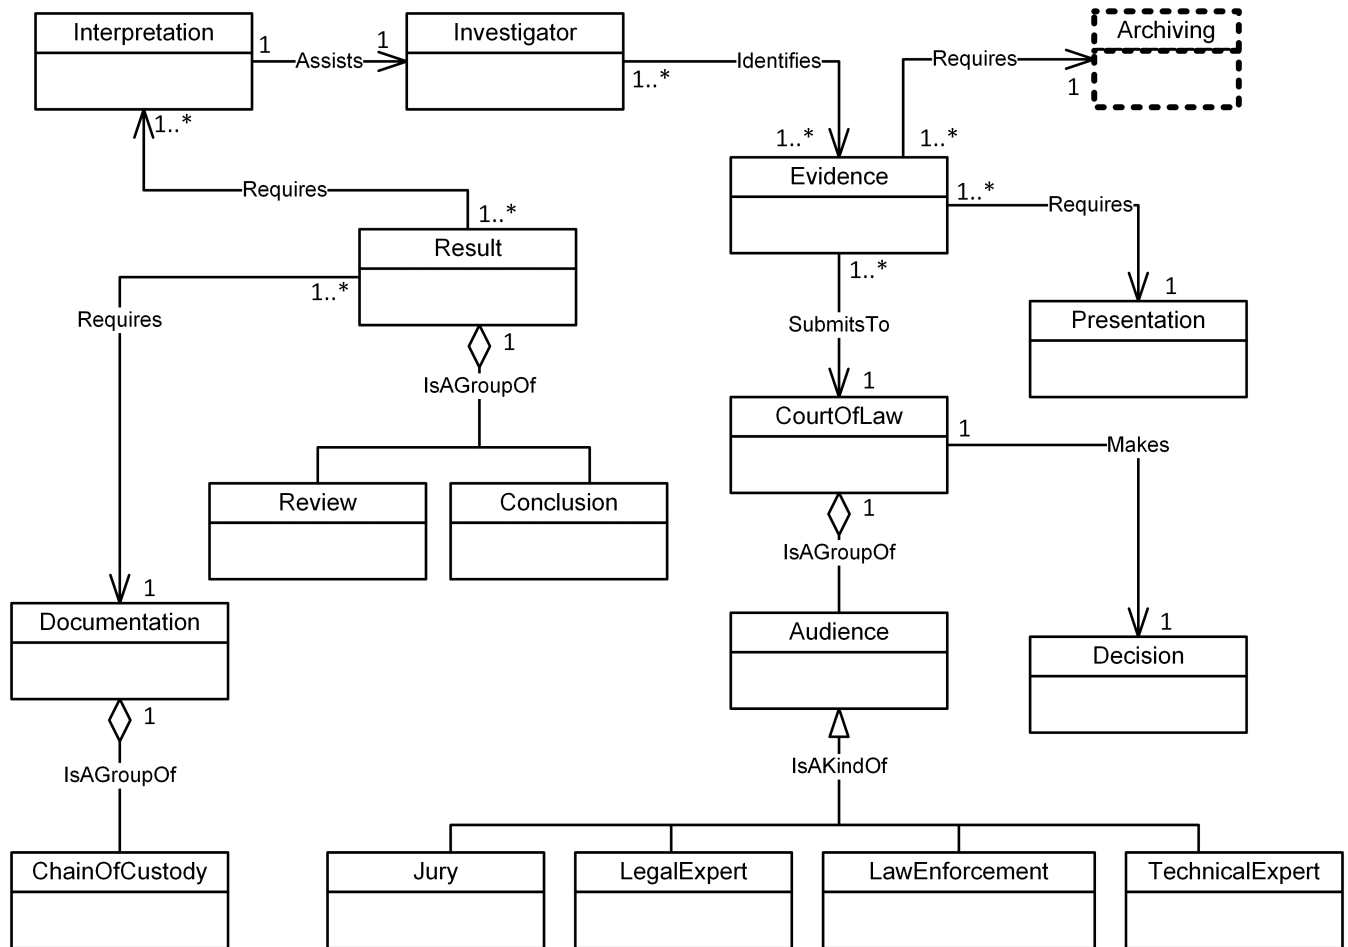 Interpretation
1
Assists
1
Investigator
1..*
Identifies
1..*
Requires
1
Archiving
1..*
1..*
Evidence
1..*
Requires
1
Presentation
Requires
1..*
Result
1..*
Requires
1
IsAGroupOf
Review
Conclusion
1..*
SubmitsTo
1
CourtOfLaw
1
Makes
1
IsAGroupOf
Audience
1
Decision
1
Documentation
1
IsAGroupOf
IsAKindOf
ChainOfCustody
Jury
LegalExpert
LawEnforcement
TechnicalExpert